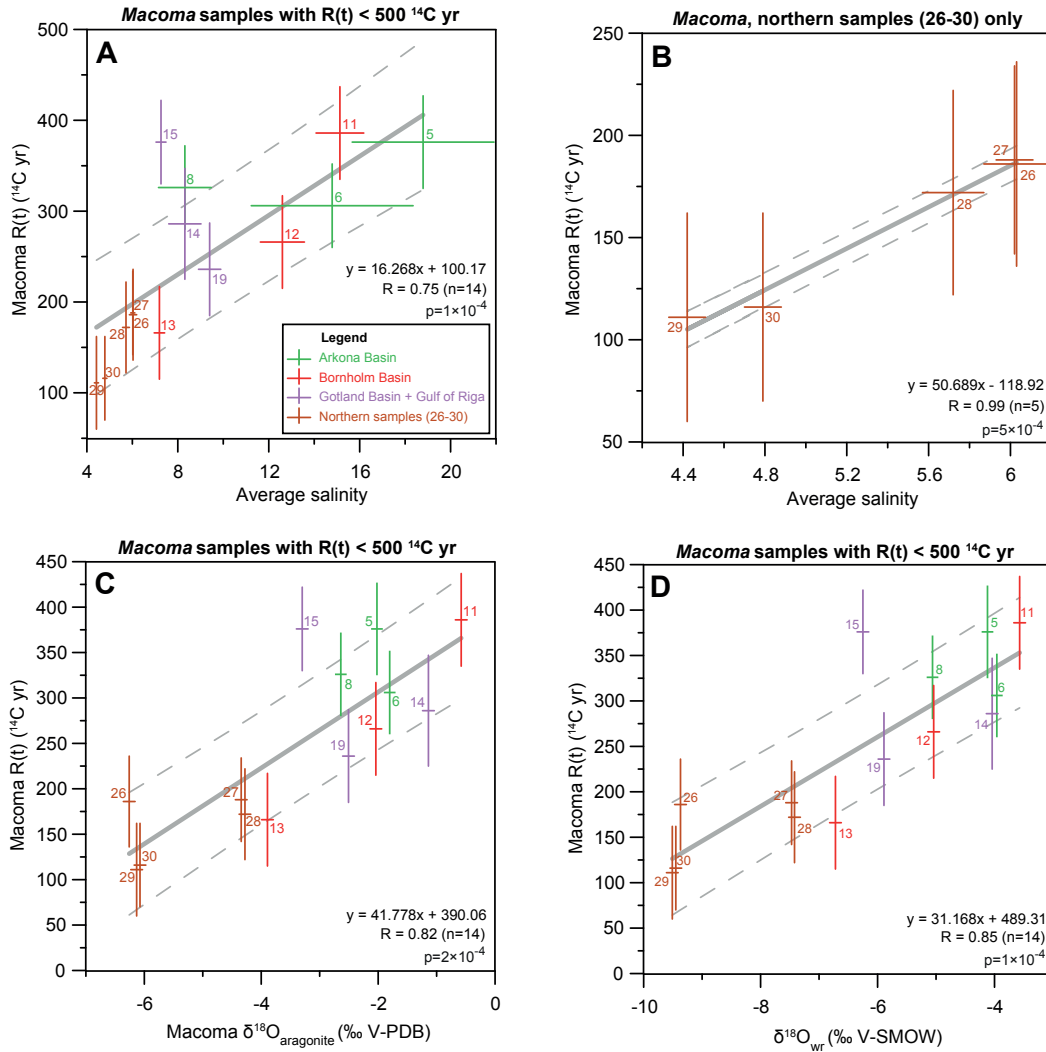 Macoma samples with R(t) < 500 ¹⁴C yr
A
Macoma R(t) (¹⁴C yr)
500
400
300
200
100
15
8
14
19
11
5
6
12
27
26
28
13
30
29
y = 16.268x + 100.17
R = 0.75 (n=14)
p=1×10⁻⁴
Legend
Arkona Basin
Bornholm Basin
Gotland Basin + Gulf of Riga
Northern samples (26-30)
4 8 12 16 20
Average salinity
Macoma, northern samples (26-30) only
B
Macoma R(t) (¹⁴C yr)
250
200
150
100
50
27
26
28
29
30
y = 50.689x - 118.92
R = 0.99 (n=5)
p=5×10⁻⁴
4.4 4.8 5.2 5.6 6
Average salinity
Macoma samples with R(t) < 500 ¹⁴C yr
C
Macoma R(t) (¹⁴C yr)
450
400
350
300
250
200
150
100
50
0
15
5
11
8
6
14
12
19
26
27
28
13
30
29
y = 41.778x + 390.06
R = 0.82 (n=14)
p=2×10⁻⁴
-6 -4 -2 0
Macoma δ¹⁸Oaragonite (‰ V-PDB)
Macoma samples with R(t) < 500 ¹⁴C yr
D
Macoma R(t) (¹⁴C yr)
450
400
350
300
250
200
150
100
50
0
15
5
11
8
6
14
12
19
26
27
28
13
30
29
y = 31.168x + 489.31
R = 0.85 (n=14)
p=1×10⁻⁴
-10 -8 -6 -4
δ¹⁸Owr (‰ V-SMOW)